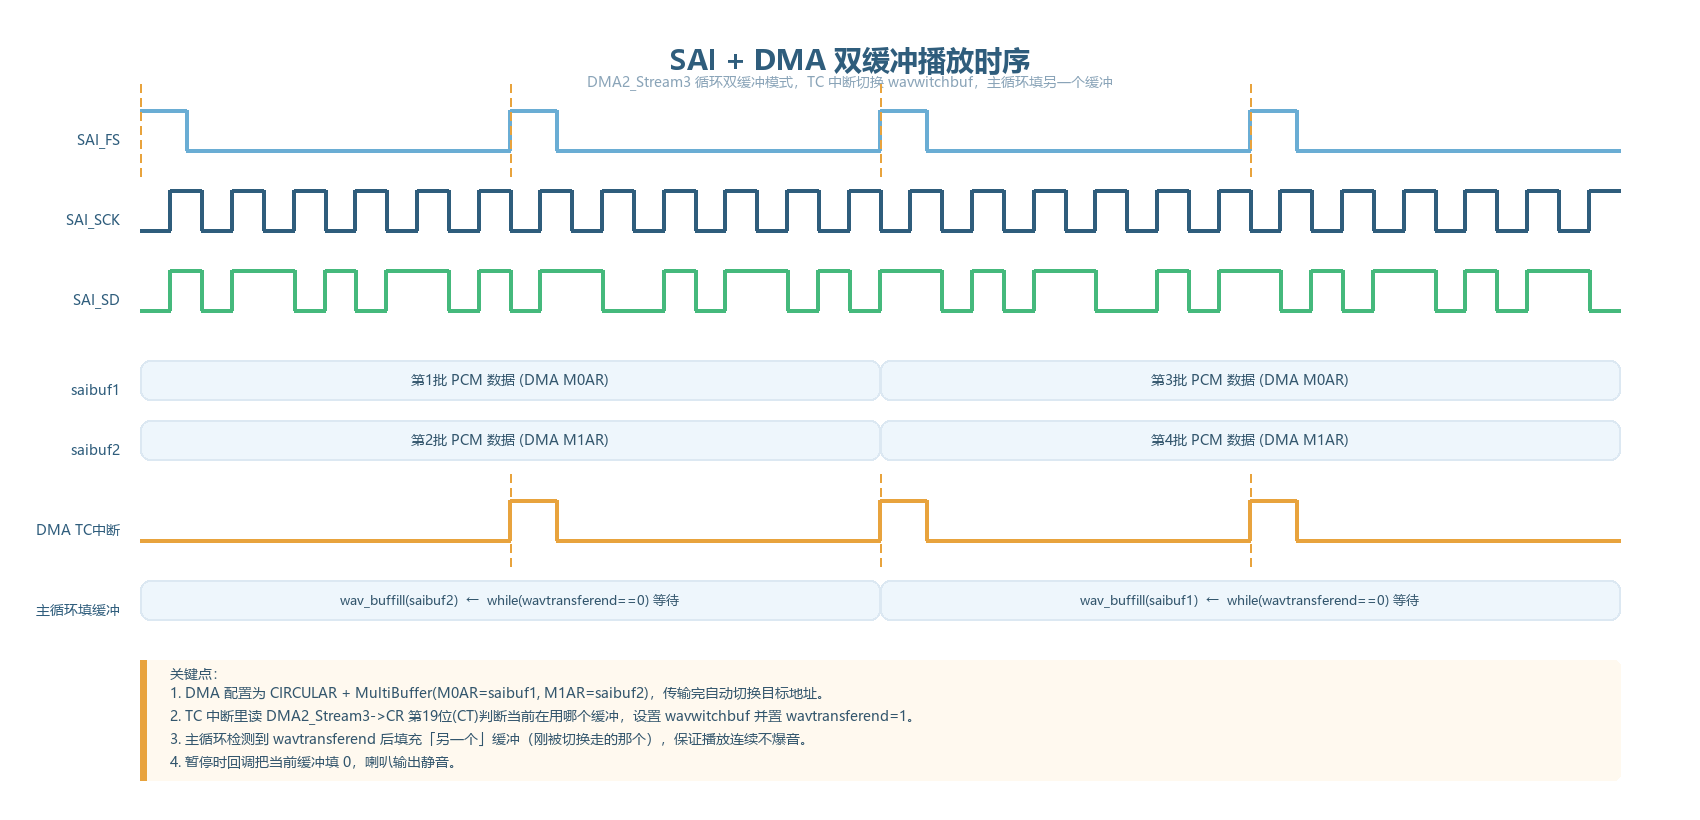 SAI + DMA 双缓冲播放时序
DMA2_Stream3 循环双缓冲模式，TC 中断切换 wavwitchbuf，主循环填另一个缓冲
SAI_FS
SAI_SCK
SAI_SD
saibuf1
第1批 PCM 数据 (DMA M0AR)
第3批 PCM 数据 (DMA M0AR)
saibuf2
第2批 PCM 数据 (DMA M1AR)
第4批 PCM 数据 (DMA M1AR)
DMA TC中断
主循环填缓冲
wav_buffill(saibuf2) ← while(wavtransferend==0) 等待
wav_buffill(saibuf1) ← while(wavtransferend==0) 等待
关键点：
1. DMA 配置为 CIRCULAR + MultiBuffer(M0AR=saibuf1, M1AR=saibuf2)，传输完自动切换目标地址。
2. TC 中断里读 DMA2_Stream3->CR 第19位(CT)判断当前在用哪个缓冲，设置 wavwitchbuf 并置 wavtransferend=1。
3. 主循环检测到 wavtransferend 后填充「另一个」缓冲（刚被切换走的那个），保证播放连续不爆音。
4. 暂停时回调把当前缓冲填 0，喇叭输出静音。